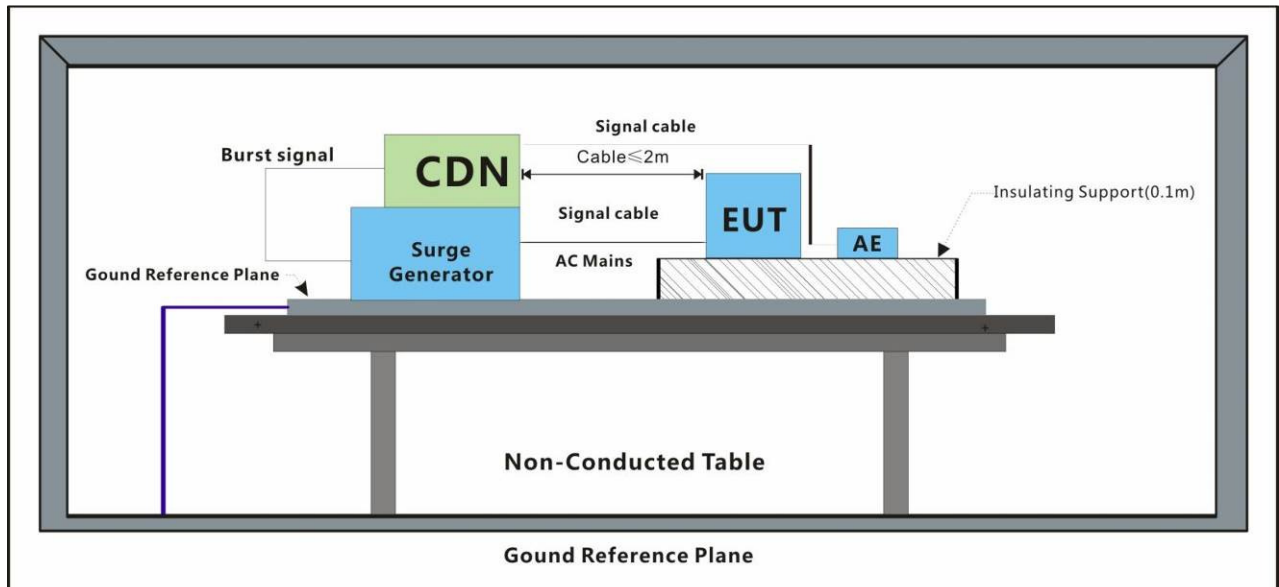 Signal cable
Burst signal
CDN
Cable≤2m
Insulating Support(0.1m)
Signal cable
EUT
AE
Surge
Generator
AC Mains
Gound Reference Plane
Non-Conducted Table
Gound Reference Plane